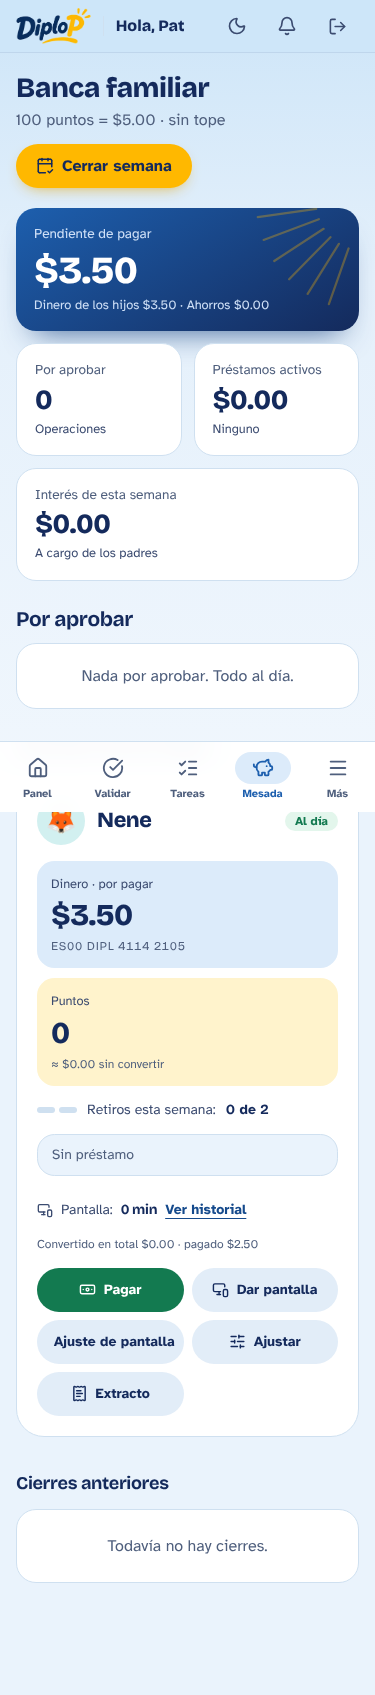 DiploP
Hola, Pat
Banca familiar
100 puntos = $5.00 · sin tope
Cerrar semana
Pendiente de pagar
$3.50
Dinero de los hijos $3.50 · Ahorros $0.00
Por aprobar
0
Operaciones
Préstamos activos
$0.00
Ninguno
Interés de esta semana
$0.00
A cargo de los padres
Por aprobar
Nada por aprobar. Todo al día.
Panel
Validar
Tareas
Mesada
Más
Nene
Al día
Dinero · por pagar
$3.50
ES00 DIPL 4114 2105
Puntos
0
≈ $0.00 sin convertir
Retiros esta semana: 0 de 2
Sin préstamo
Pantalla: 0 min Ver historial
Convertido en total $0.00 · pagado $2.50
Pagar
Dar pantalla
Ajuste de pantalla
Ajustar
Extracto
Cierres anteriores
Todavía no hay cierres.